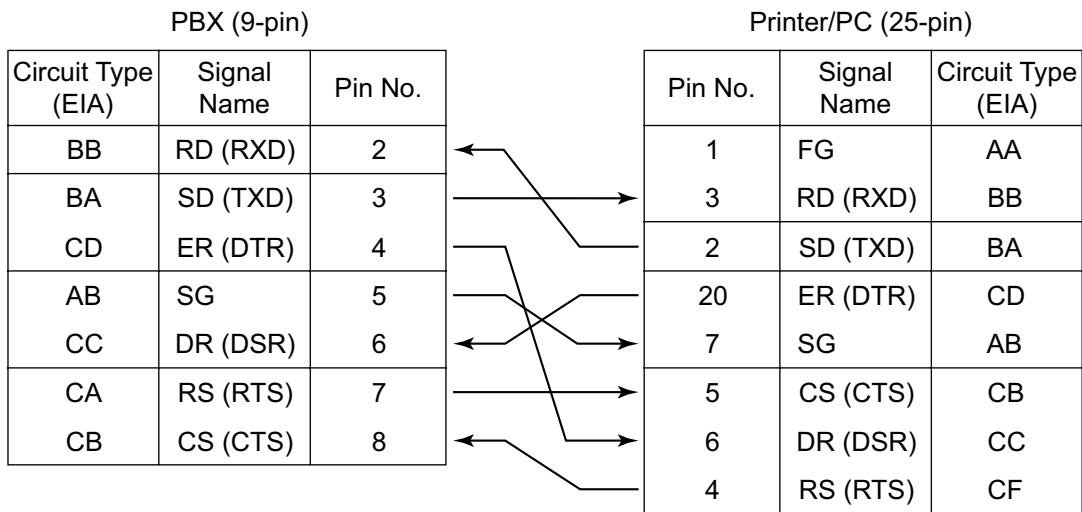 PBX (9-pin)
Circuit Type (EIA) Signal Name Pin No.
BB RD (RXD) 2
BA SD (TXD) 3
CD ER (DTR) 4
AB SG 5
CC DR (DSR) 6
CA RS (RTS) 7
CB CS (CTS) 8
Printer/PC (25-pin)
Pin No. Signal Name Circuit Type (EIA)
1 FG AA
3 RD (RXD) BB
2 SD (TXD) BA
20 ER (DTR) CD
7 SG AB
5 CS (CTS) CB
6 DR (DSR) CC
4 RS (RTS) CF